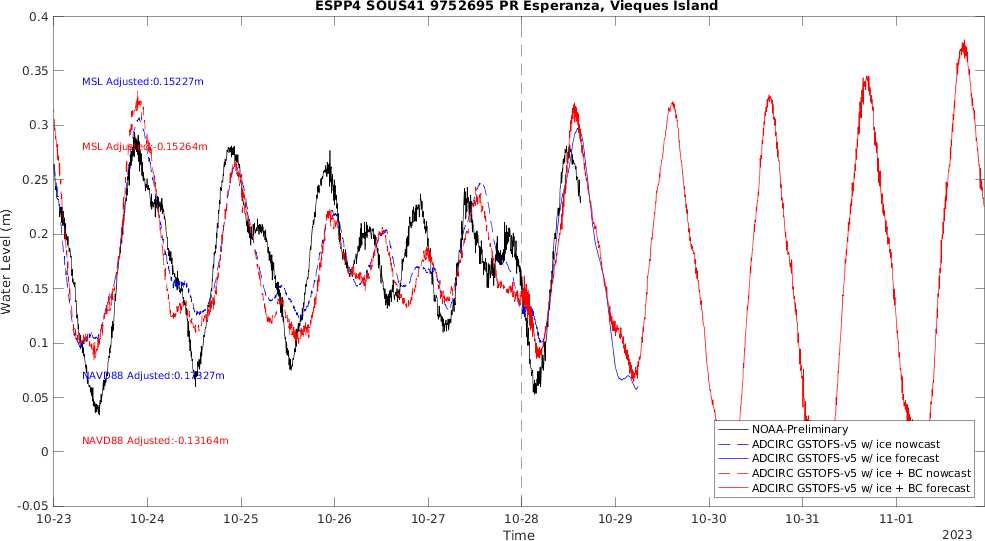 ESPP4 SOUS41 9752695 PR Esperanza, Vieques Island
0.4
0.35
0.3
0.25
0.2
0.15
0.1
0.05
0
-0.05
Water Level (m)
MSL Adjusted:0.15227m
MSL Adjusted:-0.15264m
NAVD88 Adjusted:0.17327m
NAVD88 Adjusted:-0.13164m
NOAA-Preliminary
ADCIRC GSTOFS-v5 w/ ice nowcast
ADCIRC GSTOFS-v5 w/ ice forecast
ADCIRC GSTOFS-v5 w/ ice + BC nowcast
ADCIRC GSTOFS-v5 w/ ice + BC forecast
10-23 10-24 10-25 10-26 10-27 10-28 10-29 10-30 10-31 11-01
Time
2023